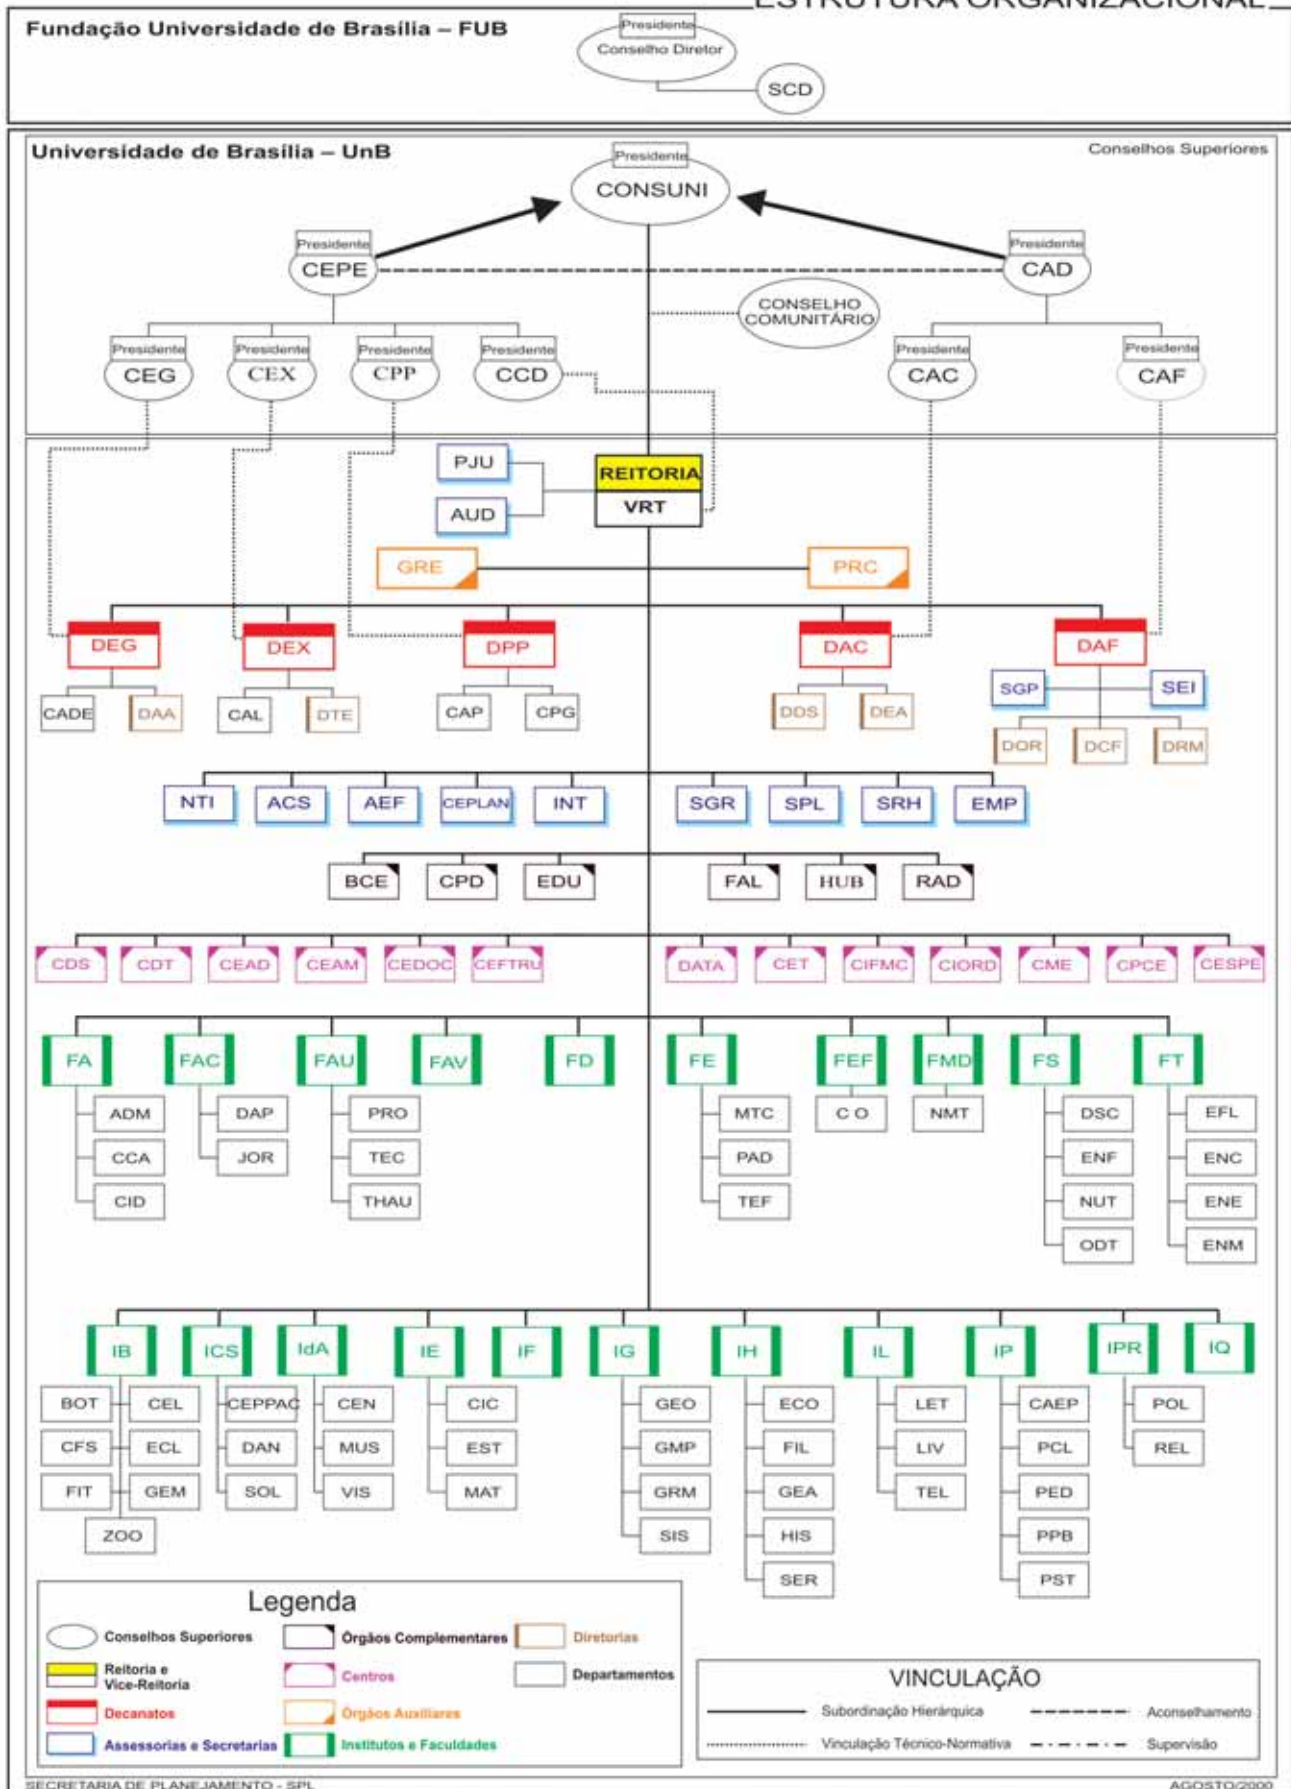 ESTRUTURA ORGANIZACIONAL
Fundação Universidade de Brasília – FUB
Presidente
Conselho Diretor
SCD
Universidade de Brasília – UnB
Conselhos Superiores
Presidente
CONSUNI
Presidente
CEPE
Presidente
CAD
CONSELHO
COMUNITÁRIO
Presidente Presidente Presidente Presidente Presidente Presidente
CEG CEX CPP CCD CAC CAF
PJU
AUD
REITORIA
VRT
GRE PRC
DEG DEX DPP DAC DAF
SGP SEI
CADE DAA CAL DTE CAP CPG DDS DEA
DOR DCF DRM
NTI ACS AEF CEPLAN INT SGR SPL SRH EMP
BCE CPD EDU FAL HUB RAD
CDS CDT CEAD CEAM CEDOC CEFTRU DATA CET CIFMC CIORD CME CPCE CESPE
FA FAC FAU FAV FD FE FEF FMD FS FT
ADM DAP PRO MTC C O NMT DSC EFL
CCA JOR TEC PAD ENF ENC
CID THAU TEF NUT ENE
ODT ENM
IB ICS IdA IE IF IG IH IL IP IPR IQ
BOT CEL CEPPAC CEN CIC GEO ECO LET CAEP POL
CFS ECL DAN MUS EST GMP FIL LIV PCL REL
FIT GEM SOL VIS MAT GRM GEA TEL PED
ZOO SIS HIS PPB
SER PST
Legenda
Conselhos Superiores Órgãos Complementares Diretorias
Reitoria e
Vice-Reitoria
Centros Departamentos
Decanatos Órgãos Auxiliares
Assessorias e Secretarias Institutos e Faculdades
VINCULAÇÃO
Subordinação Hierárquica Aconselhamento
Vinculação Técnico-Normativa Supervisão
SECRETARIA DE PLANEJAMENTO - SPL AGOSTO/2000